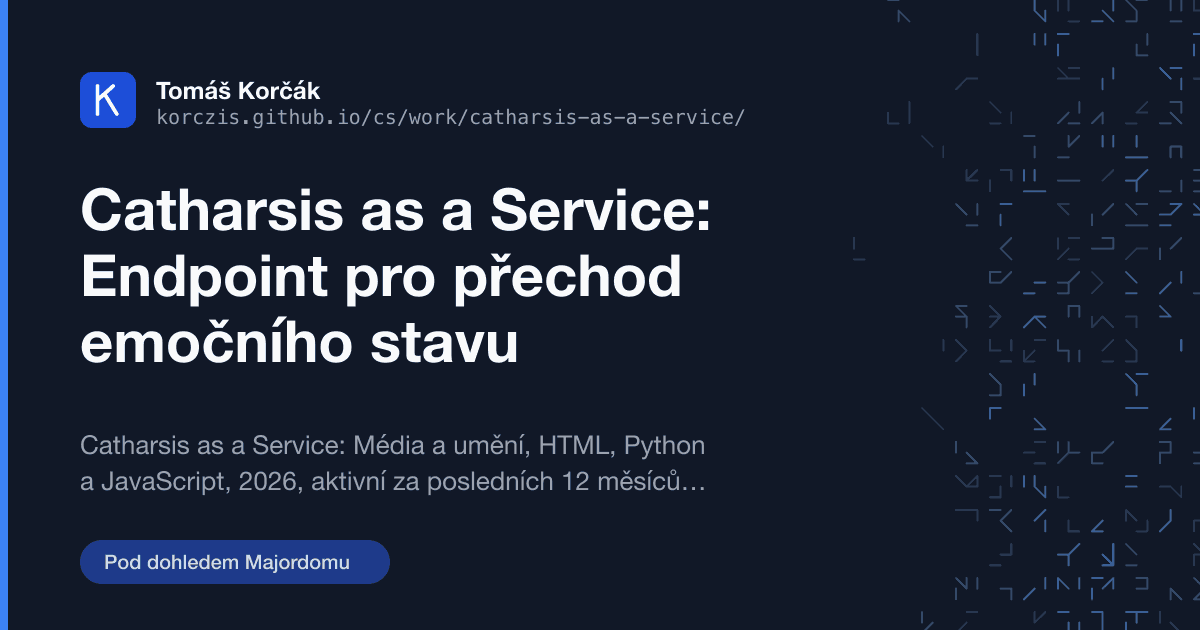 K
Tomáš Korčák
korczis.github.io/cs/work/catharsis-as-a-service/
Catharsis as a Service:
Endpoint pro přechod
emočního stavu
Catharsis as a Service: Média a umění, HTML, Python
a JavaScript, 2026, aktivní za posledních 12 měsíců…
Pod dohledem Majordomu